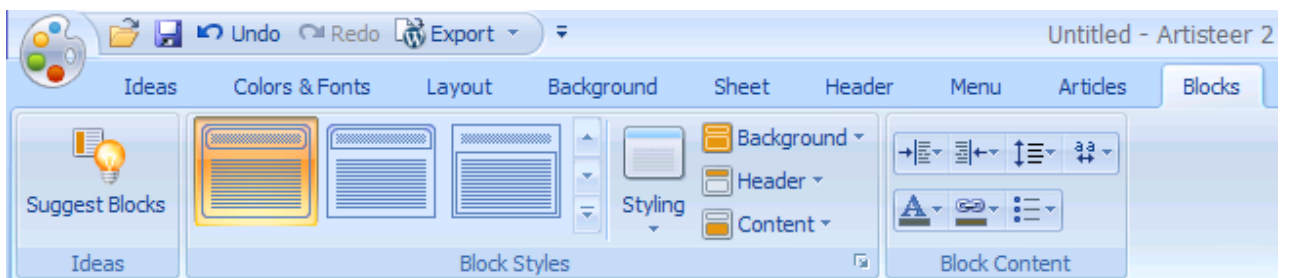 Undo Redo Export Untitled - Artisteer 2
Ideas Colors & Fonts Layout Background Sheet Header Menu Articles Blocks
Background
Header
Suggest Blocks Styling
Content
Ideas Block Styles Block Content